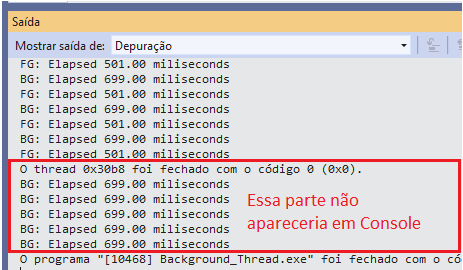 Saída
Mostrar saída de: Depuração
FG: Elapsed 501.00 miliseconds
BG: Elapsed 699.00 miliseconds
FG: Elapsed 501.00 miliseconds
BG: Elapsed 699.00 miliseconds
FG: Elapsed 501.00 miliseconds
BG: Elapsed 699.00 miliseconds
FG: Elapsed 501.00 miliseconds
O thread 0x30b8 foi fechado com o código 0 (0x0).
BG: Elapsed 699.00 miliseconds
BG: Elapsed 699.00 miliseconds
BG: Elapsed 699.00 miliseconds
BG: Elapsed 699.00 miliseconds
BG: Elapsed 699.00 miliseconds
Essa parte não
apareceria em Console
O programa "[10468] Background_Thread.exe" foi fechado com o có